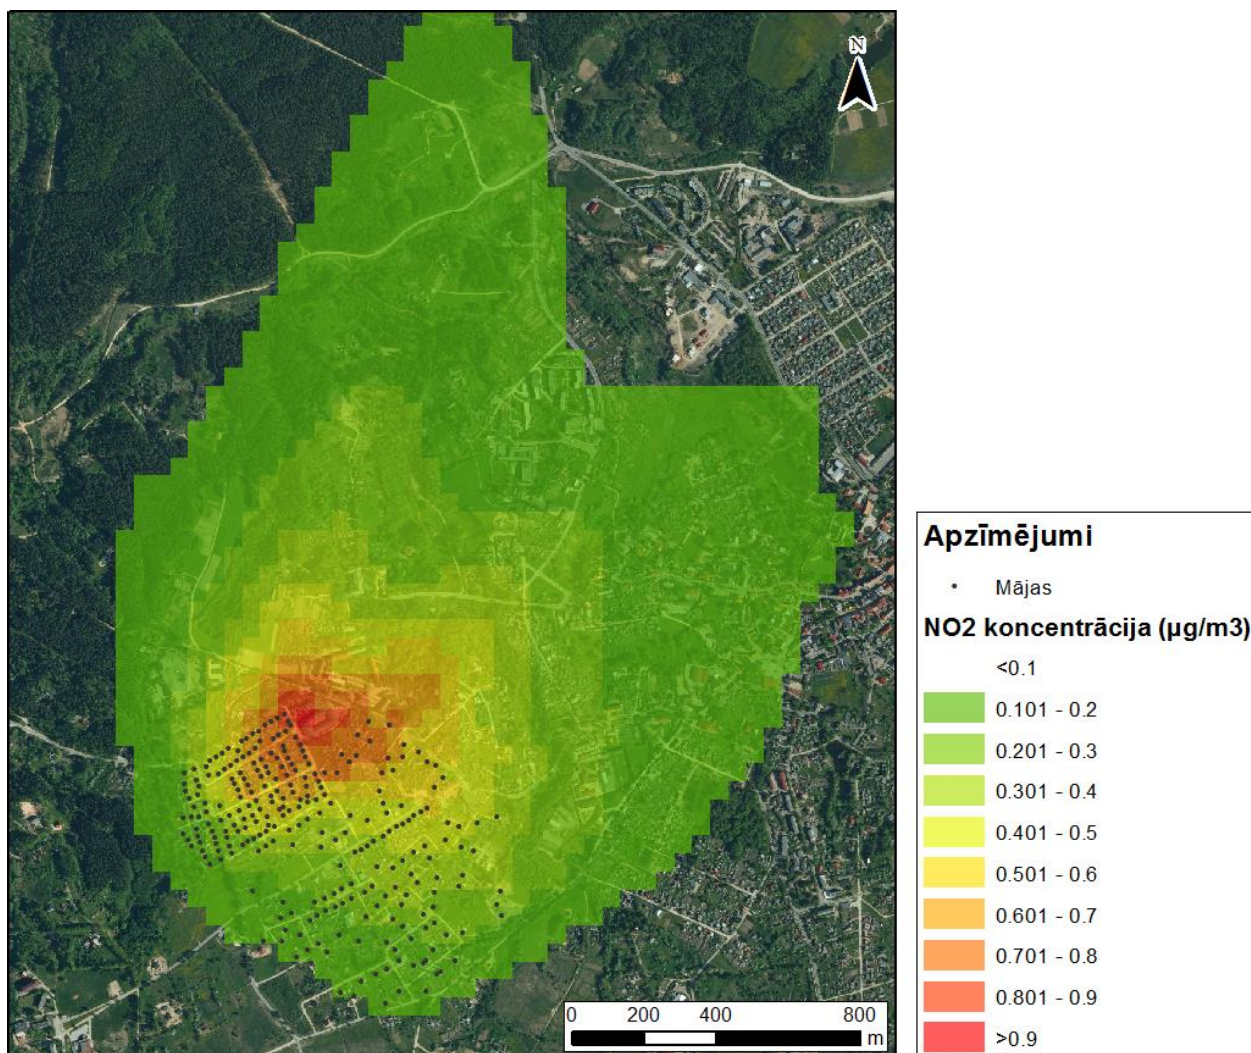 N
Apzīmējumi
Mājas
NO2 koncentrācija (µg/m3)
<0.1
0.101 - 0.2
0.201 - 0.3
0.301 - 0.4
0.401 - 0.5
0.501 - 0.6
0.601 - 0.7
0.701 - 0.8
0.801 - 0.9
>0.9
0 200 400 800
m